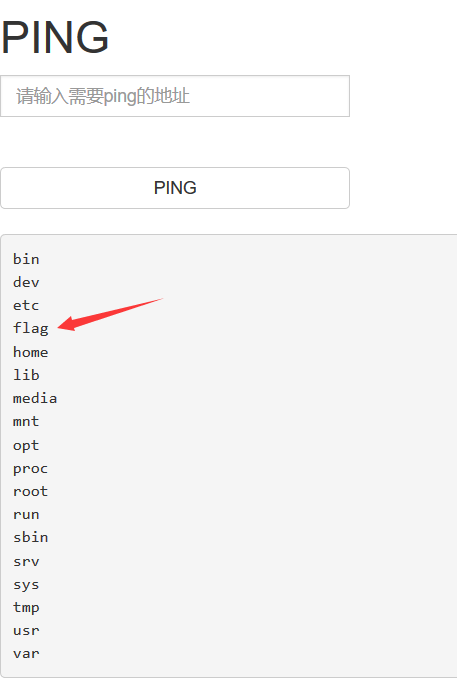 PING
请输入需要ping的地址
PING
bin
dev
etc
flag
home
lib
media
mnt
opt
proc
root
run
sbin
srv
sys
tmp
usr
var